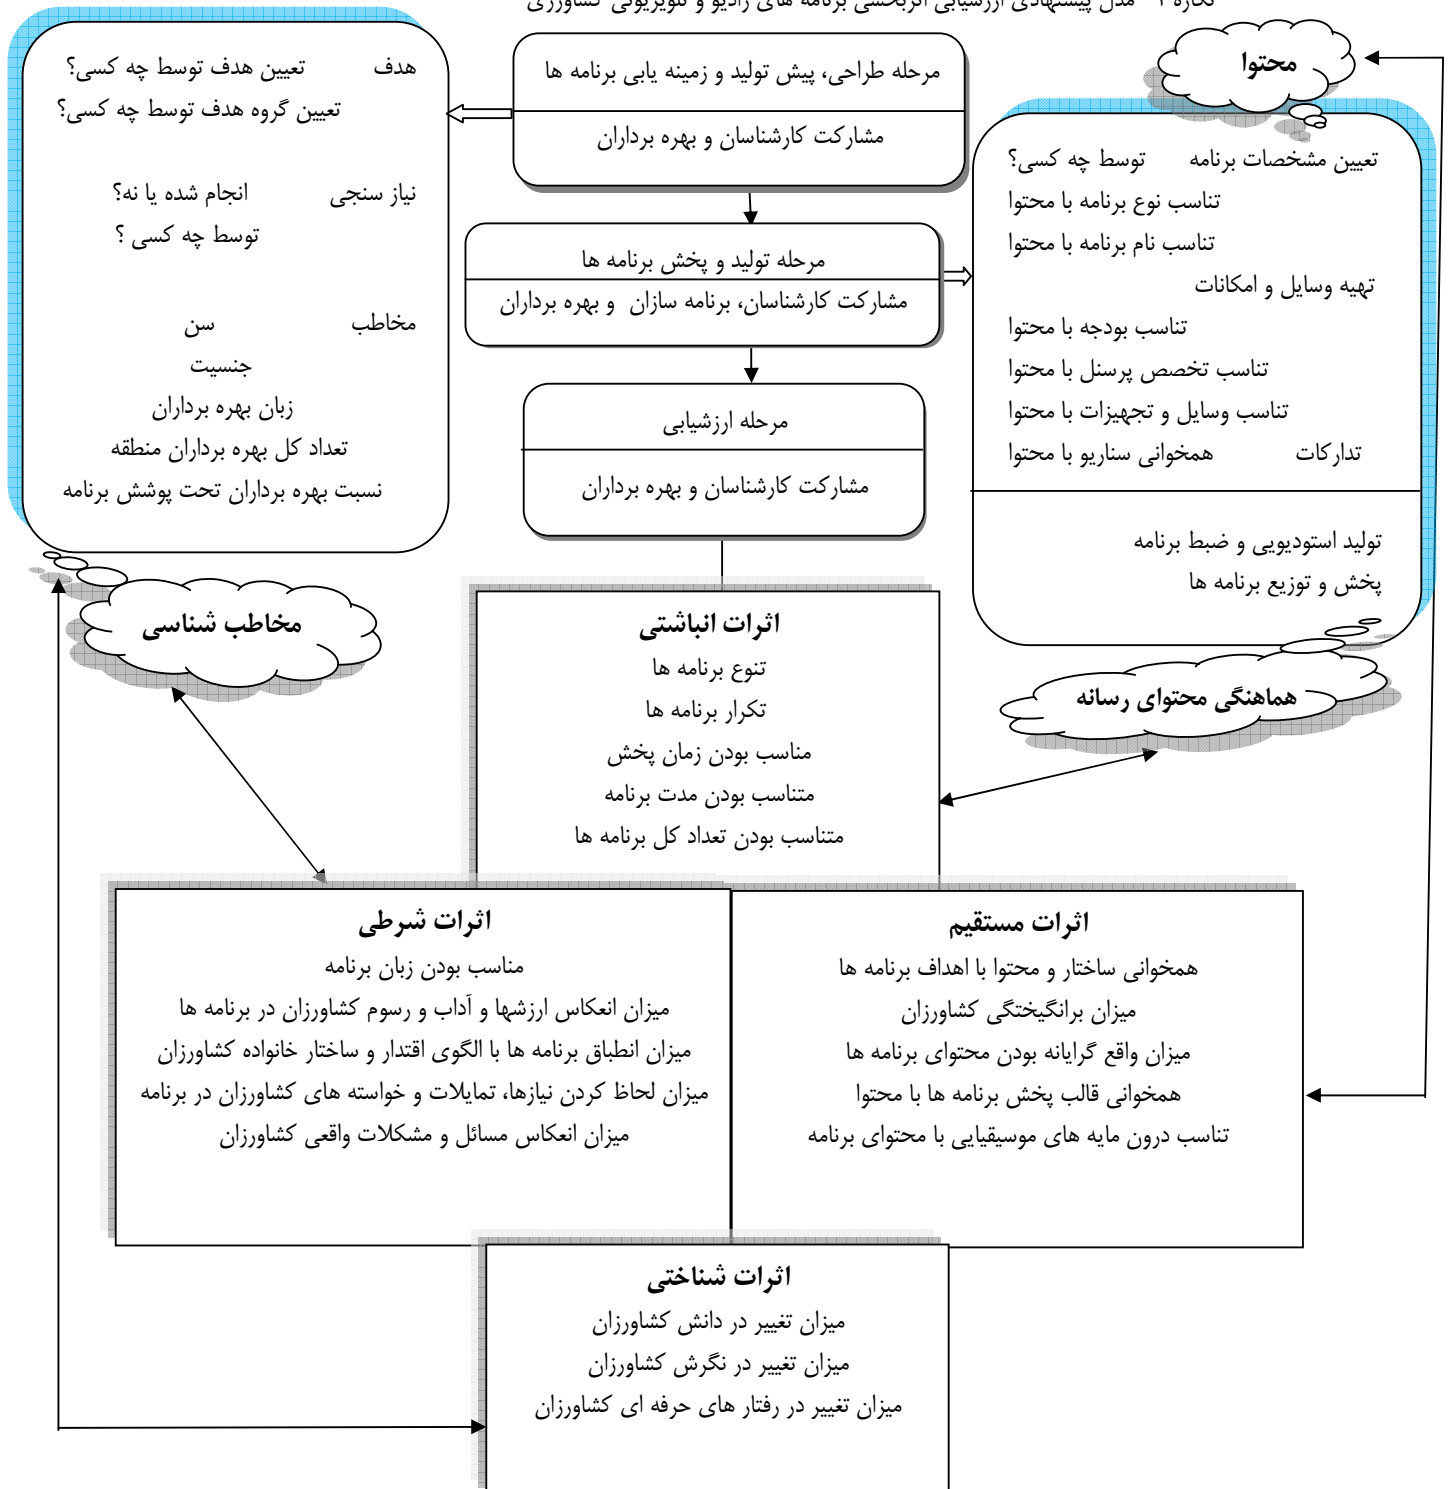 نگاره ۱- مدل پیشنهادی ارزشیابی اثربخشی برنامه های رادیو و تلویزیونی کشاورزی
محتوا
مرحله طراحی، پیش تولید و زمینه یابی برنامه ها
مشارکت کارشناسان و بهره برداران
هدف تعیین هدف توسط چه کسی؟
تعیین گروه هدف توسط چه کسی؟
نیاز سنجی انجام شده یا نه؟
توسط چه کسی ؟
مخاطب سن
جنسیت
زبان بهره برداران
تعداد کل بهره برداران منطقه
نسبت بهره برداران تحت پوشش برنامه
مخاطب شناسی
مرحله تولید و پخش برنامه ها
مشارکت کارشناسان، برنامه سازان و بهره برداران
تعیین مشخصات برنامه توسط چه کسی؟
تناسب نوع برنامه با محتوا
تناسب نام برنامه با محتوا
تهیه وسایل و امکانات
تناسب بودجه با محتوا
تناسب تخصص پرسنل با محتوا
تناسب وسایل و تجهیزات با محتوا
تدارکات همخوانی سناریو با محتوا
تولید استودیویی و ضبط برنامه
پخش و توزیع برنامه ها
هماهنگی محتوای رسانه
مرحله ارزشیابی
مشارکت کارشناسان و بهره برداران
اثرات انباشتی
تنوع برنامه ها
تکرار برنامه ها
مناسب بودن زمان پخش
متناسب بودن مدت برنامه
متناسب بودن تعداد کل برنامه ها
اثرات مستقیم
همخوانی ساختار و محتوا با اهداف برنامه ها
میزان برانگیختگی کشاورزان
میزان واقع گرایانه بودن محتوای برنامه ها
همخوانی قالب پخش برنامه ها با محتوا
تناسب درون مایه های موسیقیایی با محتوای برنامه
اثرات شرطی
مناسب بودن زبان برنامه
میزان انعکاس ارزشها و آداب و رسوم کشاورزان در برنامه ها
میزان انطباق برنامه ها با الگوی اقتدار و ساختار خانواده کشاورزان
میزان لحاظ کردن نیازها، تمایلات و خواسته های کشاورزان در برنامه
میزان انعکاس مسائل و مشکلات واقعی کشاورزان
اثرات شناختی
میزان تغییر در دانش کشاورزان
میزان تغییر در نگرش کشاورزان
میزان تغییر در رفتار های حرفه ای کشاورزان